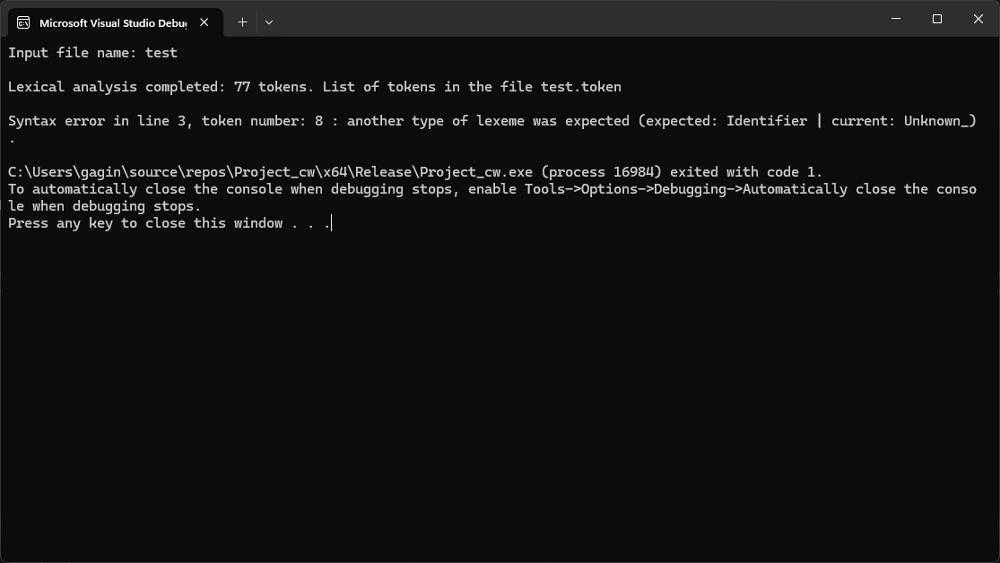 Microsoft Visual Studio Debug
Input file name: test
Lexical analysis completed: 77 tokens. List of tokens in the file test.token
Syntax error in line 3, token number: 8 : another type of lexeme was expected (expected: Identifier | current: Unknown_)
.
C:\Users\gagin\source\repos\Project_cw\x64\Release\Project_cw.exe (process 16984) exited with code 1.
To automatically close the console when debugging stops, enable Tools->Options->Debugging->Automatically close the conso
le when debugging stops.
Press any key to close this window . . .